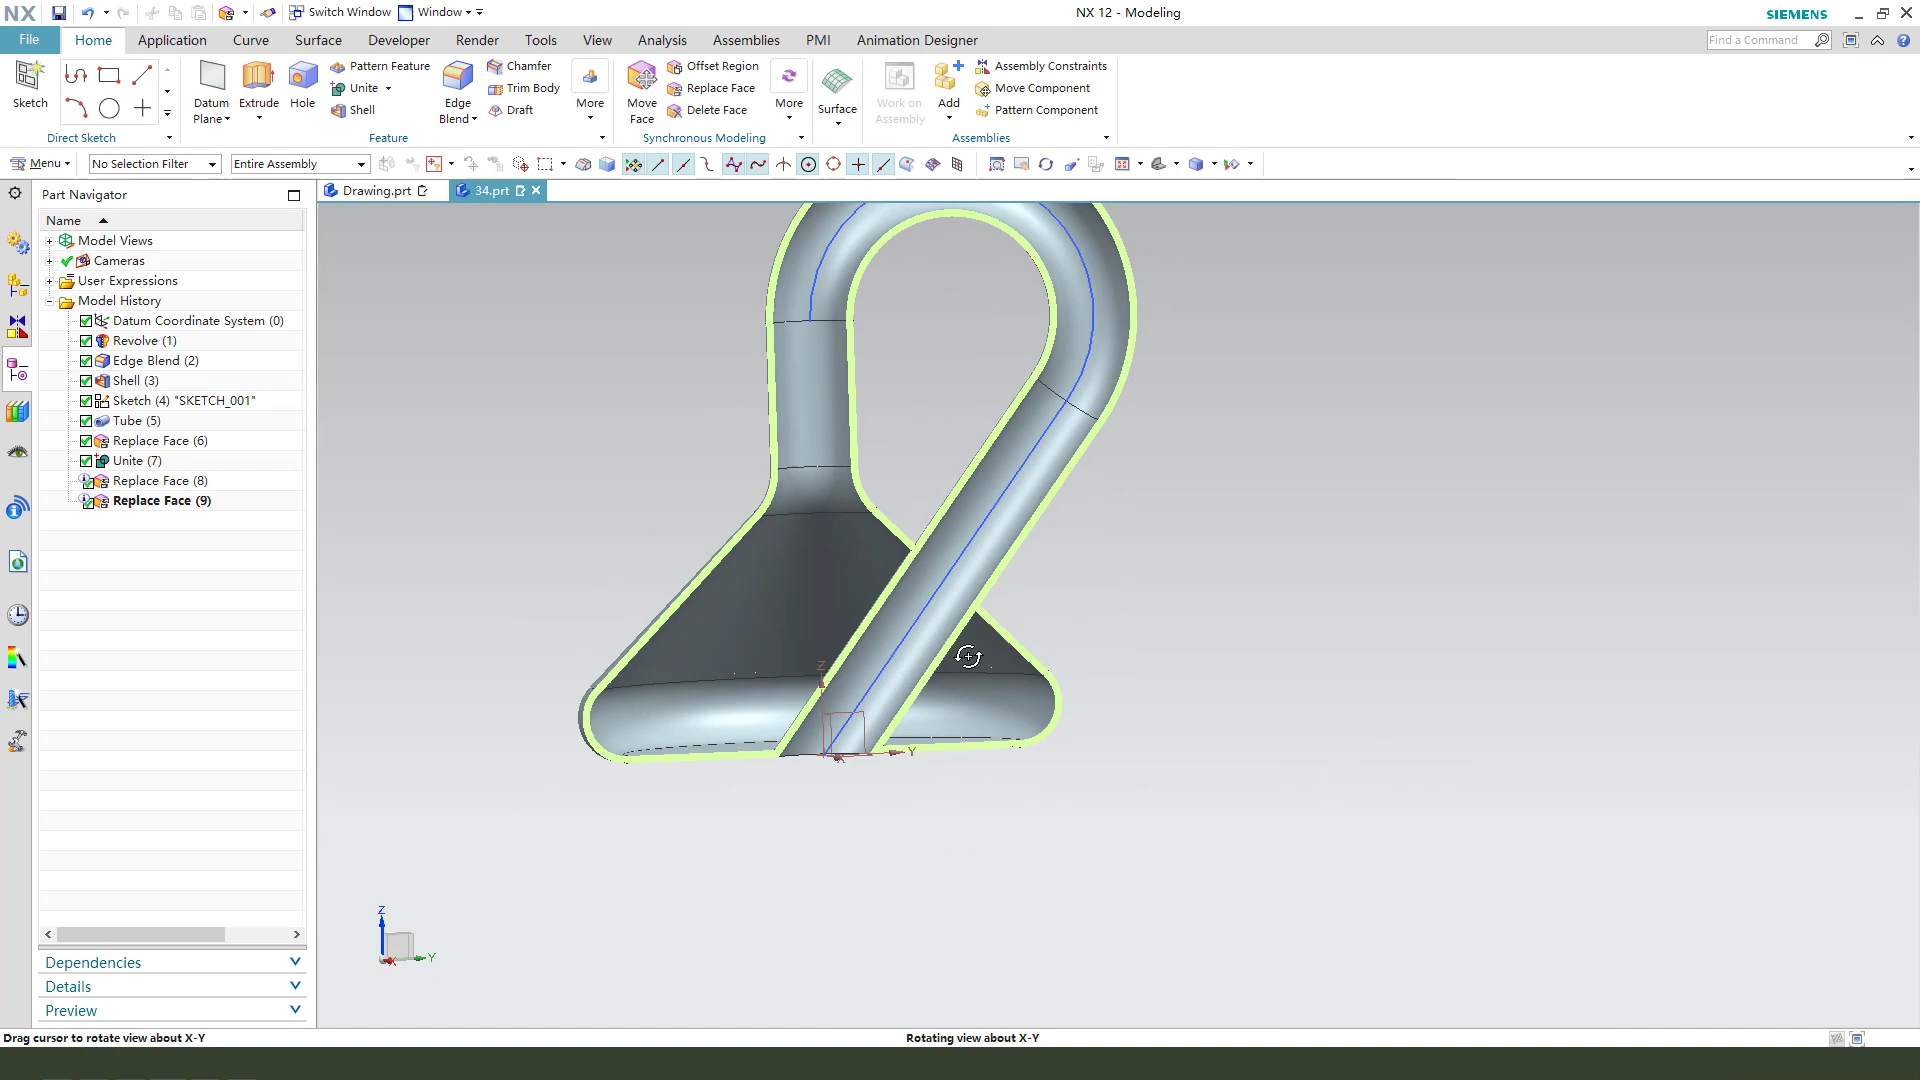 NX
Switch Window
Window
NX 12 - Modeling
SIEMENS
File
Home
Application
Curve
Surface
Developer
Render
Tools
View
Analysis
Assemblies
PMI
Animation Designer
Find a Command
Sketch
Direct Sketch
Datum Plane
Extrude
Hole
Pattern Feature
Unite
Shell
Edge Blend
Chamfer
Trim Body
Draft
More
Feature
Move Face
Offset Region
Replace Face
Delete Face
More
Synchronous Modeling
Surface
Work on Assembly
Add
Assembly Constraints
Move Component
Pattern Component
Assemblies
Menu
No Selection Filter
Entire Assembly
Part Navigator
Drawing.prt
34.prt
Name
Model Views
Cameras
User Expressions
Model History
Datum Coordinate System (0)
Revolve (1)
Edge Blend (2)
Shell (3)
Sketch (4) "SKETCH_001"
Tube (5)
Replace Face (6)
Unite (7)
Replace Face (8)
Replace Face (9)
Z
Y
X
Z
Y
X
Dependencies
Details
Preview
Drag cursor to rotate view about X-Y
Rotating view about X-Y